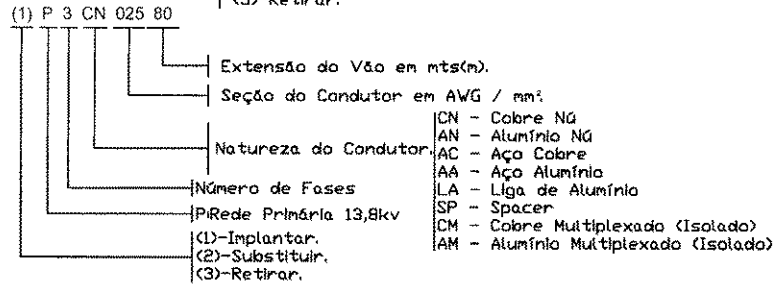 (3) Retirar.
(1) P 3 CN 025 80
Extensão do Vão em mts(m).
Seção do Condutor em AWG / mm².
Natureza do Condutor.
CN - Cobre Nú
AN - Alumínio Nú
AC - Aço Cobre
AA - Aço Alumínio
LA - Liga de Alumínio
SP - Spacer
CM - Cobre Multiplexado (Isolado)
AM - Alumínio Multiplexado (Isolado)
Número de Fases
P-Rede Primária 13,8kv
(1)-Implantar.
(2)-Substituir.
(3)-Retirar.